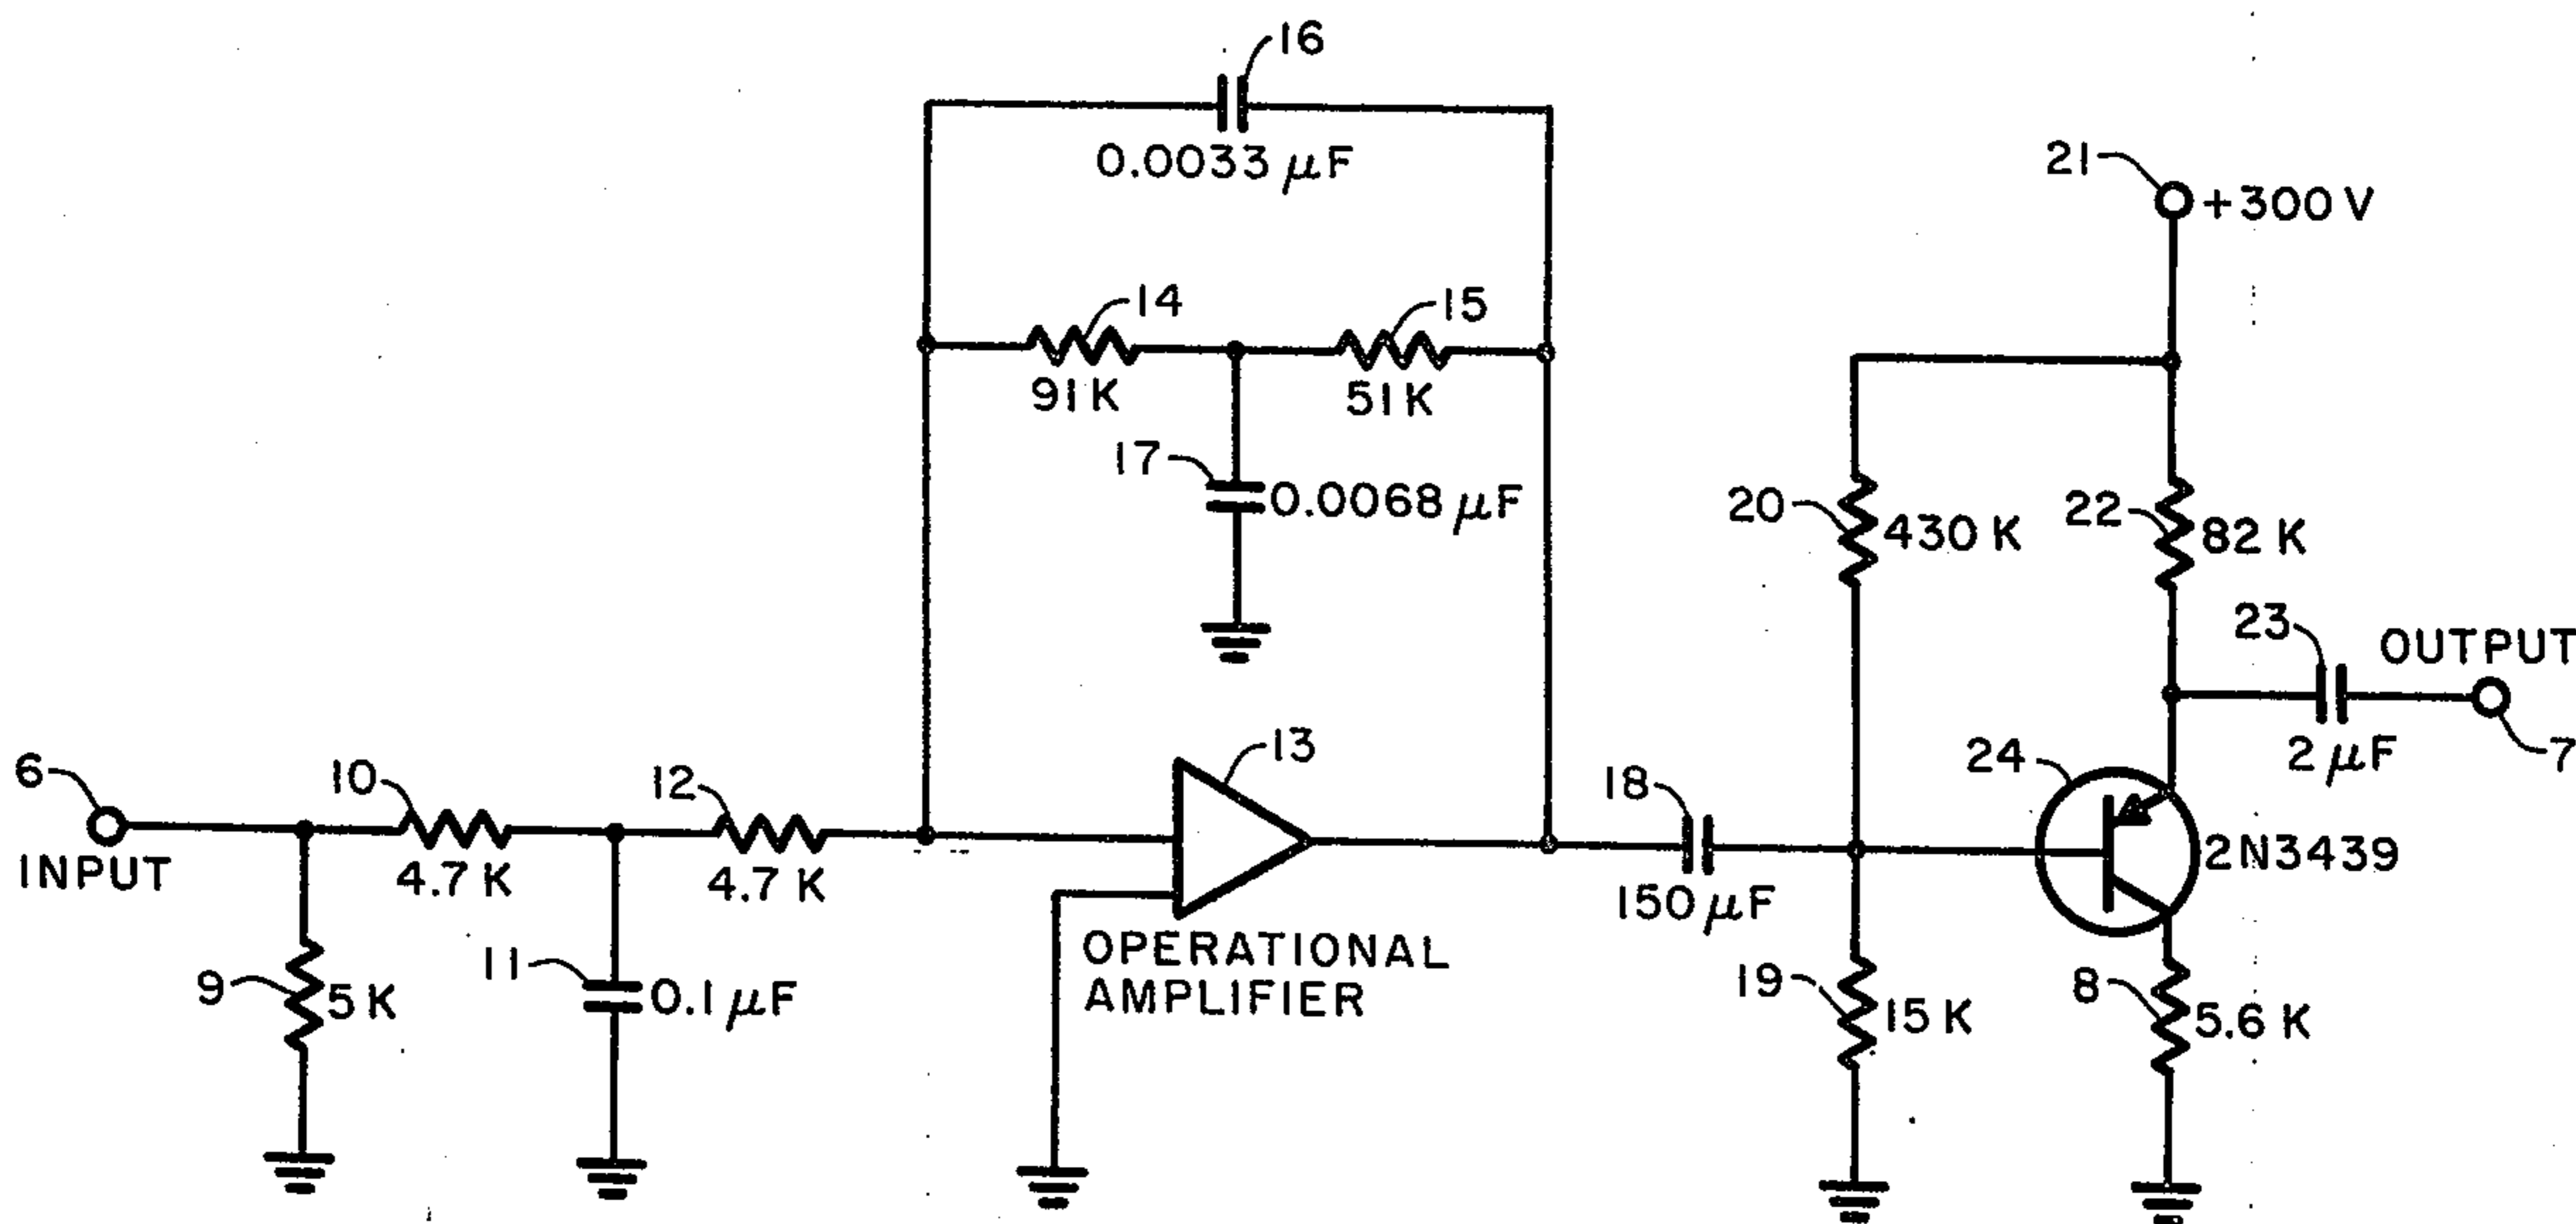 16
0.0033 µF
21
+300 V
14
15
91 K
51 K
17
0.0068 µF
20
430 K
22
82 K
23
OUTPUT
6
10
12
13
18
24
2 µF
7
INPUT
4.7 K
4.7 K
2N3439
150 µF
9
5 K
11
0.1 µF
OPERATIONAL
AMPLIFIER
19
15 K
8
5.6 K